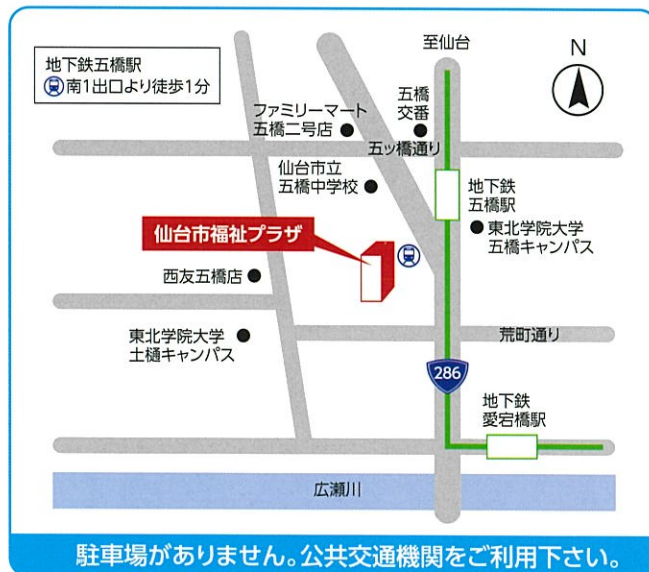 至仙台
N
地下鉄五橋駅
南1出口より徒歩1分
ファミリーマート
五橋二号店
五橋
交番
五ッ橋通り
仙台市立
五橋中学校
地下鉄
五橋駅
仙台市福祉プラザ
東北学院大学
五橋キャンパス
西友五橋店
東北学院大学
土樋キャンパス
荒町通り
286
地下鉄
愛宕橋駅
広瀬川
駐車場がありません。公共交通機関をご利用下さい。